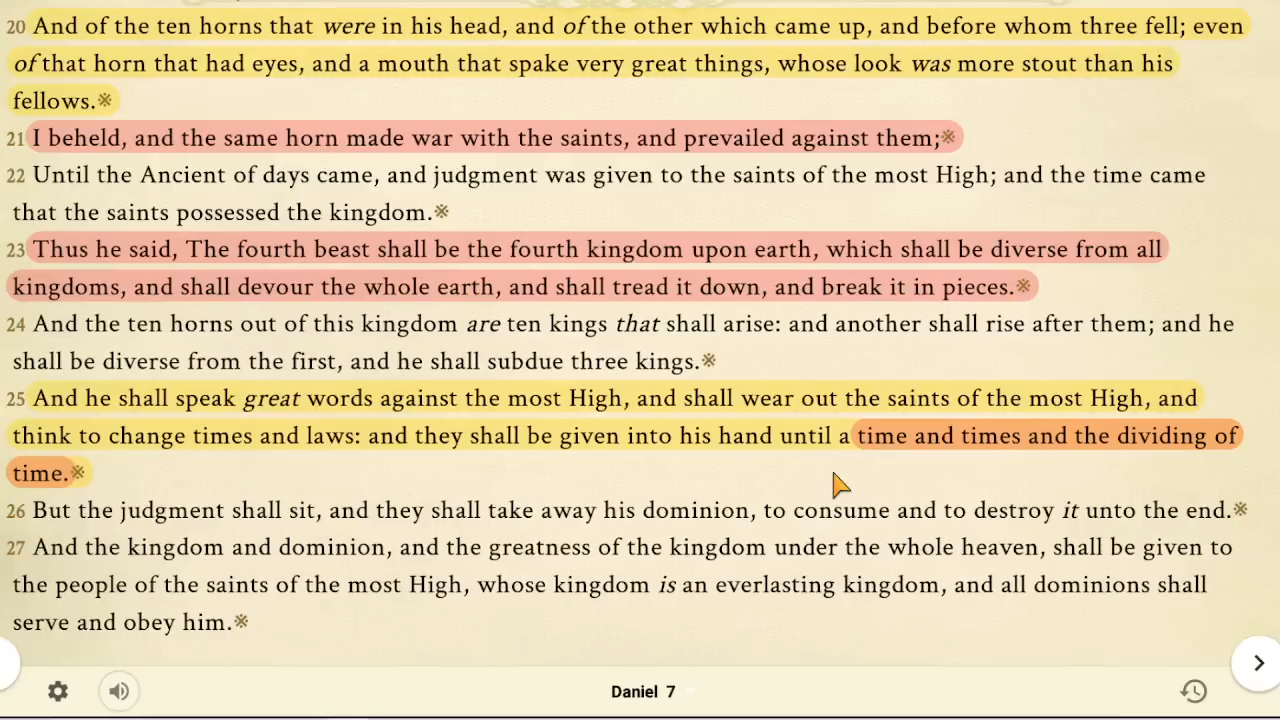 20 And of the ten horns that were in his head, and of the other which came up, and before whom three fell; even
of that horn that had eyes, and a mouth that spake very great things, whose look was more stout than his
fellows.※
21 I beheld, and the same horn made war with the saints, and prevailed against them;※
22 Until the Ancient of days came, and judgment was given to the saints of the most High; and the time came
that the saints possessed the kingdom.※
23 Thus he said, The fourth beast shall be the fourth kingdom upon earth, which shall be diverse from all
kingdoms, and shall devour the whole earth, and shall tread it down, and break it in pieces.※
24 And the ten horns out of this kingdom are ten kings that shall arise: and another shall rise after them; and he
shall be diverse from the first, and he shall subdue three kings.※
25 And he shall speak great words against the most High, and shall wear out the saints of the most High, and
think to change times and laws: and they shall be given into his hand until a time and times and the dividing of
time.※
26 But the judgment shall sit, and they shall take away his dominion, to consume and to destroy it unto the end.※
27 And the kingdom and dominion, and the greatness of the kingdom under the whole heaven, shall be given to
the people of the saints of the most High, whose kingdom is an everlasting kingdom, and all dominions shall
serve and obey him.※
Daniel 7